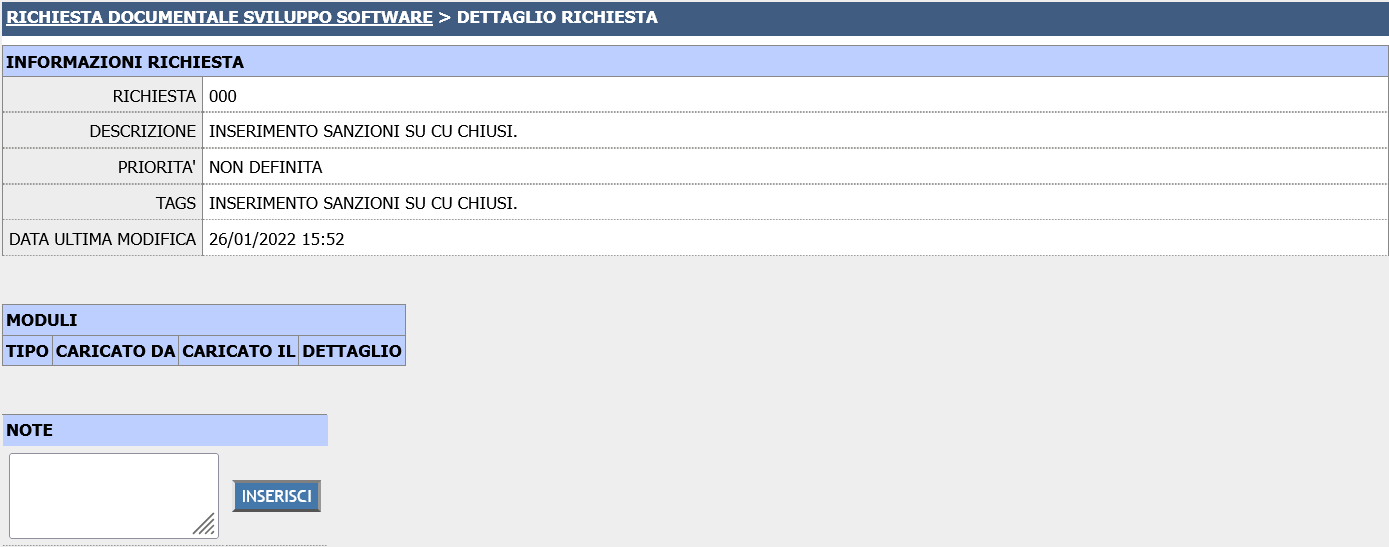 RICHIESTA DOCUMENTALE SVILUPPO SOFTWARE > DETTAGLIO RICHIESTA
INFORMAZIONI RICHIESTA
RICHIESTA 000
DESCRIZIONE INSERIMENTO SANZIONI SU CU CHIUSI.
PRIORITA' NON DEFINITA
TAGS INSERIMENTO SANZIONI SU CU CHIUSI.
DATA ULTIMA MODIFICA 26/01/2022 15:52
MODULI
TIPO CARICATO DA CARICATO IL DETTAGLIO
NOTE
INSERISCI